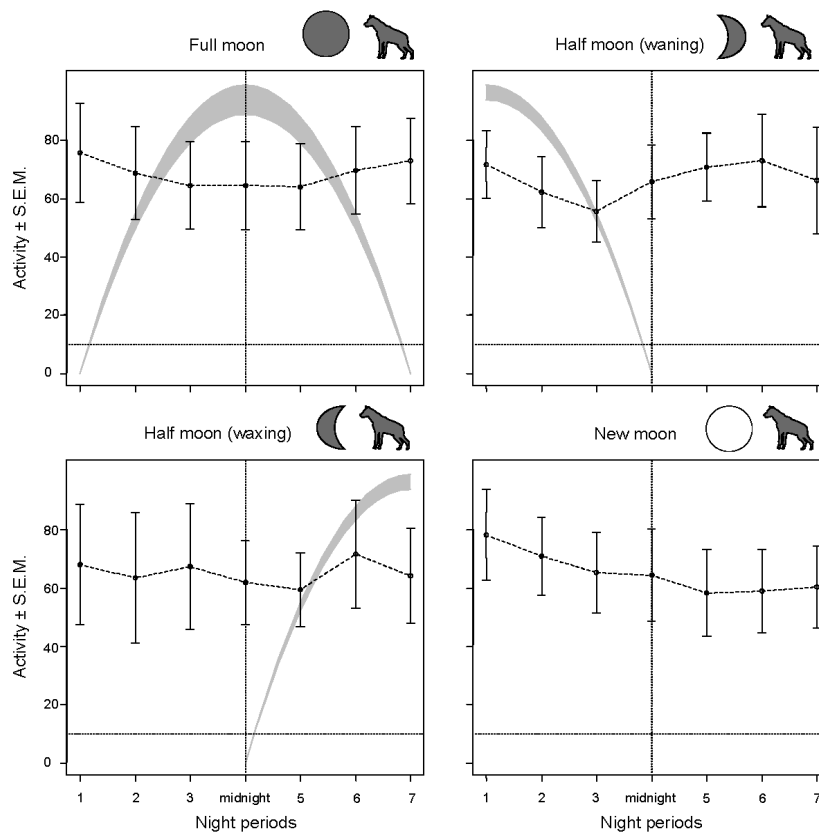 Full moon
Half moon (waning)
Activity ± S.E.M.
80
60
40
20
0
Half moon (waxing)
New moon
Activity ± S.E.M.
80
60
40
20
0
1 2 3 midnight 5 6 7
1 2 3 midnight 5 6 7
Night periods
Night periods